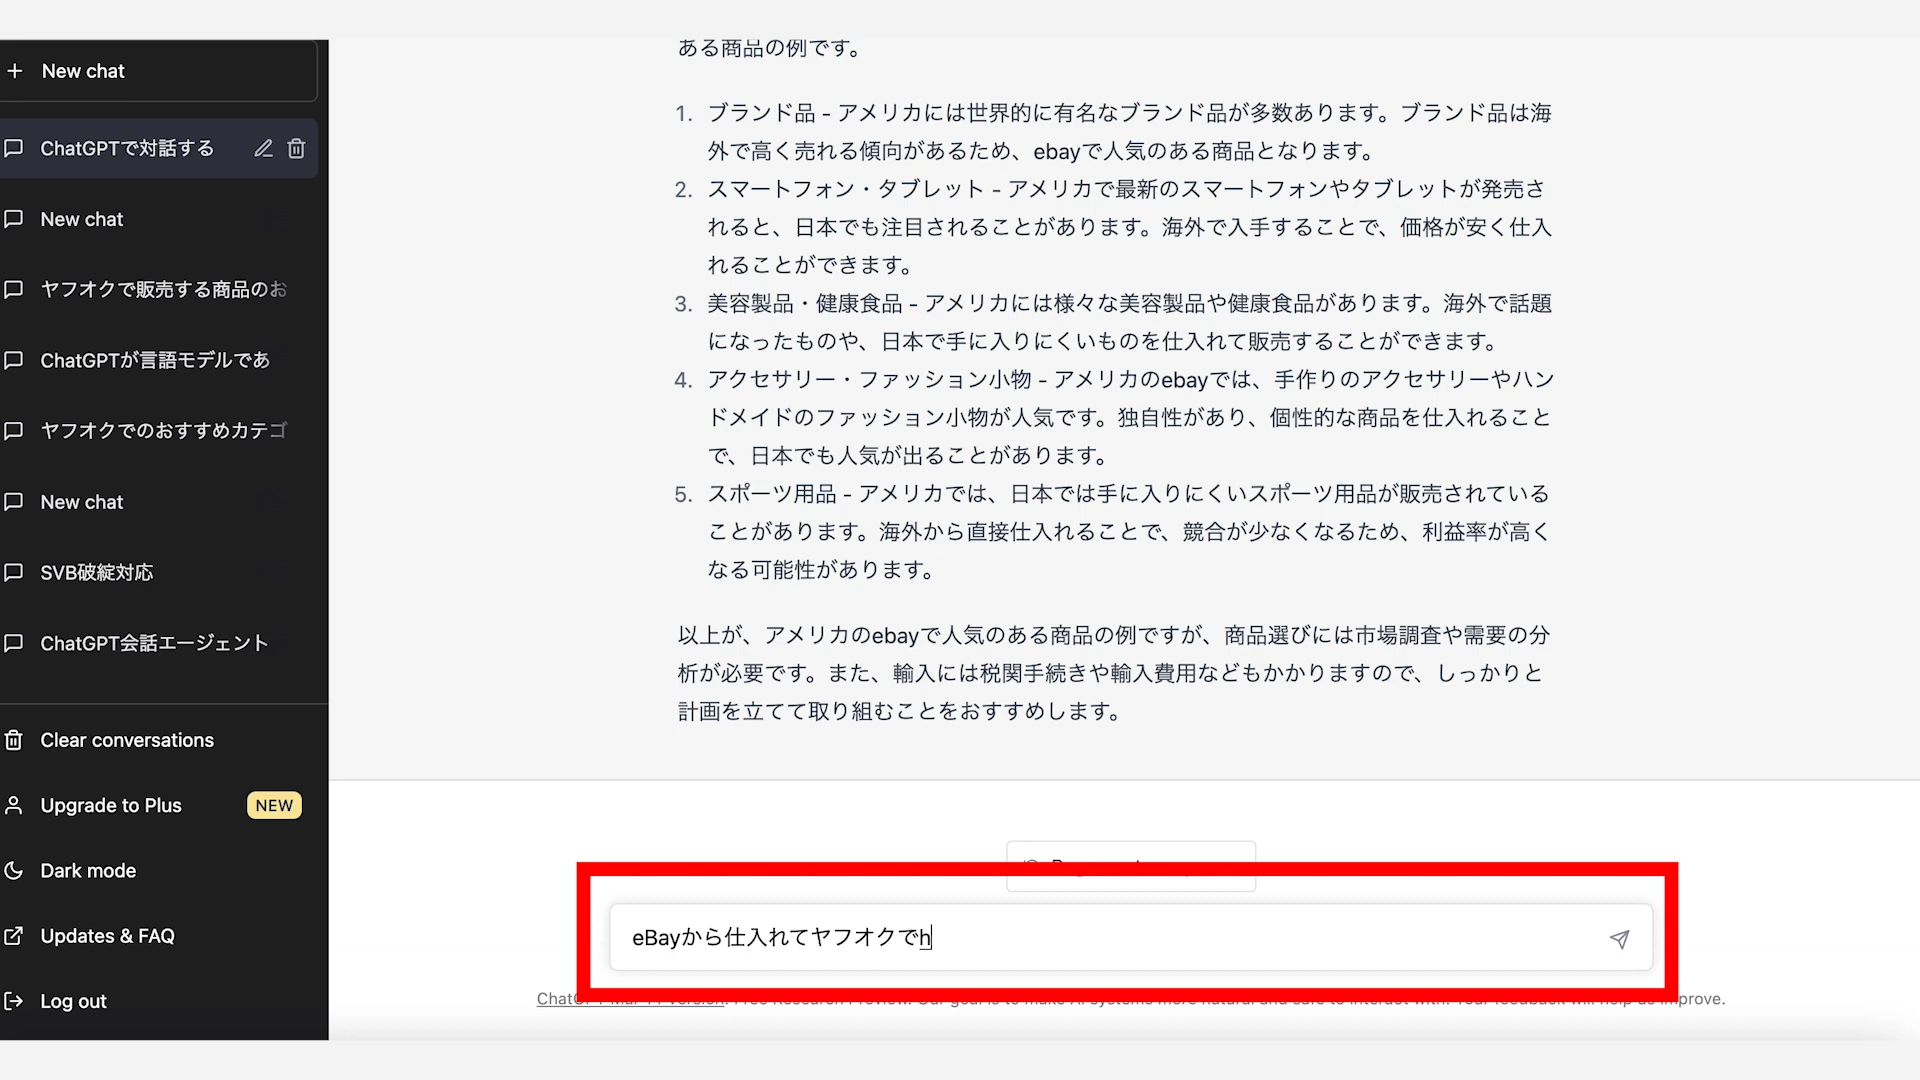 New chat
ChatGPTで対話する
New chat
ヤフオクで販売する商品のお
ChatGPTが言語モデルであ
ヤフオクでのおすすめカテゴ
New chat
SVB破綻対応
ChatGPT会話エージェント
Clear conversations
Upgrade to Plus NEW
Dark mode
Updates & FAQ
Log out
ある商品の例です。
1. ブランド品 - アメリカには世界的に有名なブランド品が多数あります。ブランド品は海
外で高く売れる傾向があるため、ebayで人気のある商品となります。
2. スマートフォン・タブレット - アメリカで最新のスマートフォンやタブレットが発売さ
れると、日本でも注目されることがあります。海外で入手することで、価格が安く仕入
れることができます。
3. 美容製品・健康食品 - アメリカには様々な美容製品や健康食品があります。海外で話題
になったものや、日本で手に入りにくいものを仕入れて販売することができます。
4. アクセサリー・ファッション小物 - アメリカのebayでは、手作りのアクセサリーやハン
ドメイドのファッション小物が人気です。独自性があり、個性的な商品を仕入れること
で、日本でも人気が出ることがあります。
5. スポーツ用品 - アメリカでは、日本では手に入りにくいスポーツ用品が販売されている
ことがあります。海外から直接仕入れることで、競合が少なくなるため、利益率が高く
なる可能性があります。
以上が、アメリカのebayで人気のある商品の例ですが、商品選びには市場調査や需要の分
析が必要です。また、輸入には税関手続きや輸入費用などもかかりますので、しっかりと
計画を立てて取り組むことをおすすめします。
eBayから仕入れてヤフオクでh